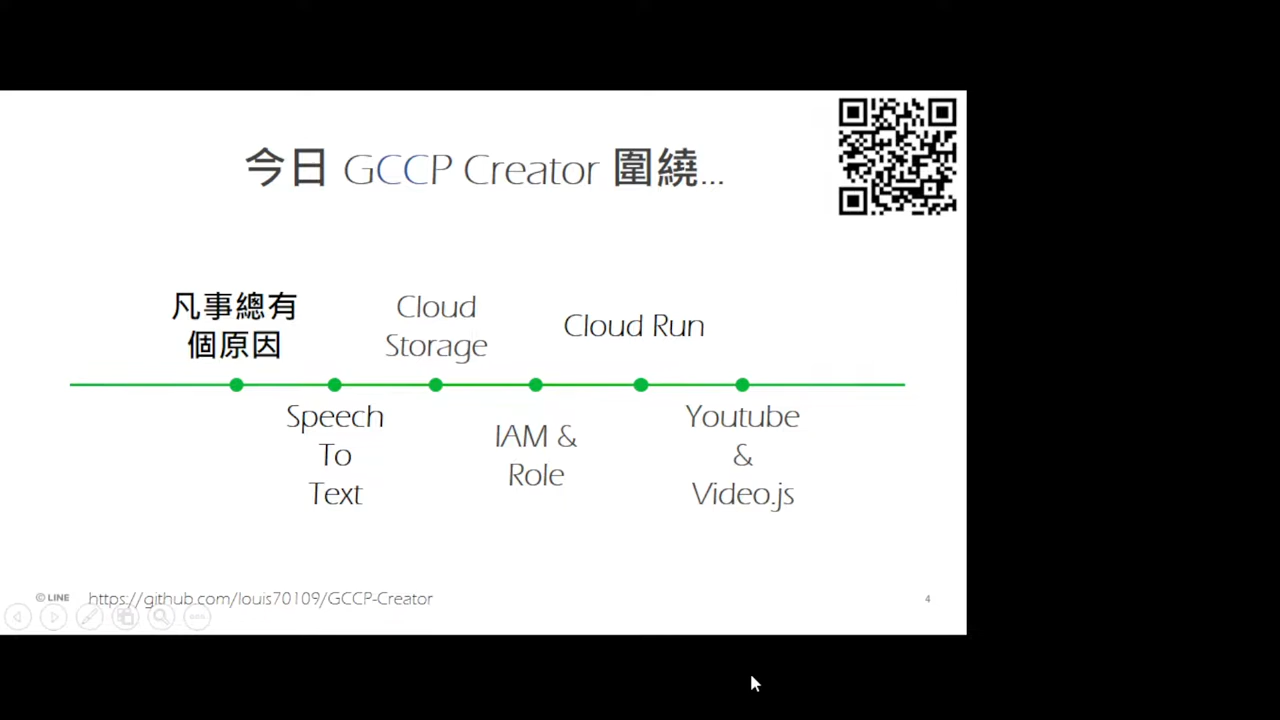 今日 GCCP Creator 圍繞...
凡事總有
個原因
Speech
To
Text
Cloud
Storage
IAM &
Role
Cloud Run
Youtube
&
Video.js
© LINE
https://github.com/louis70109/GCCP-Creator
4